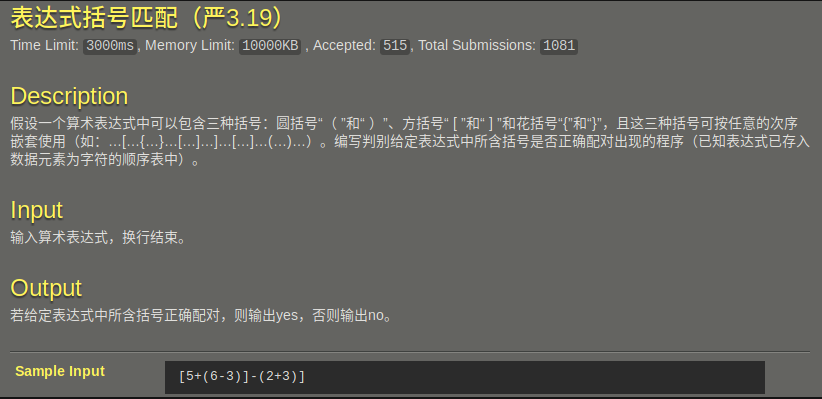 表达式括号匹配（严3.19）
Time Limit: 3000ms, Memory Limit: 10000KB , Accepted: 515, Total Submissions: 1081
Description
假设一个算术表达式中可以包含三种括号：圆括号“（ ”和“ ）”、方括号“ [ ”和“ ] ”和花括号“{”和“}”，且这三种括号可按任意的次序
嵌套使用（如：…[…{…}…[…]…]…[…]…(…)…）。编写判别给定表达式中所含括号是否正确配对出现的程序（已知表达式已存入
数据元素为字符的顺序表中）。
Input
输入算术表达式，换行结束。
Output
若给定表达式中所含括号正确配对，则输出yes，否则输出no。
Sample Input
[5+(6-3)]-(2+3)]